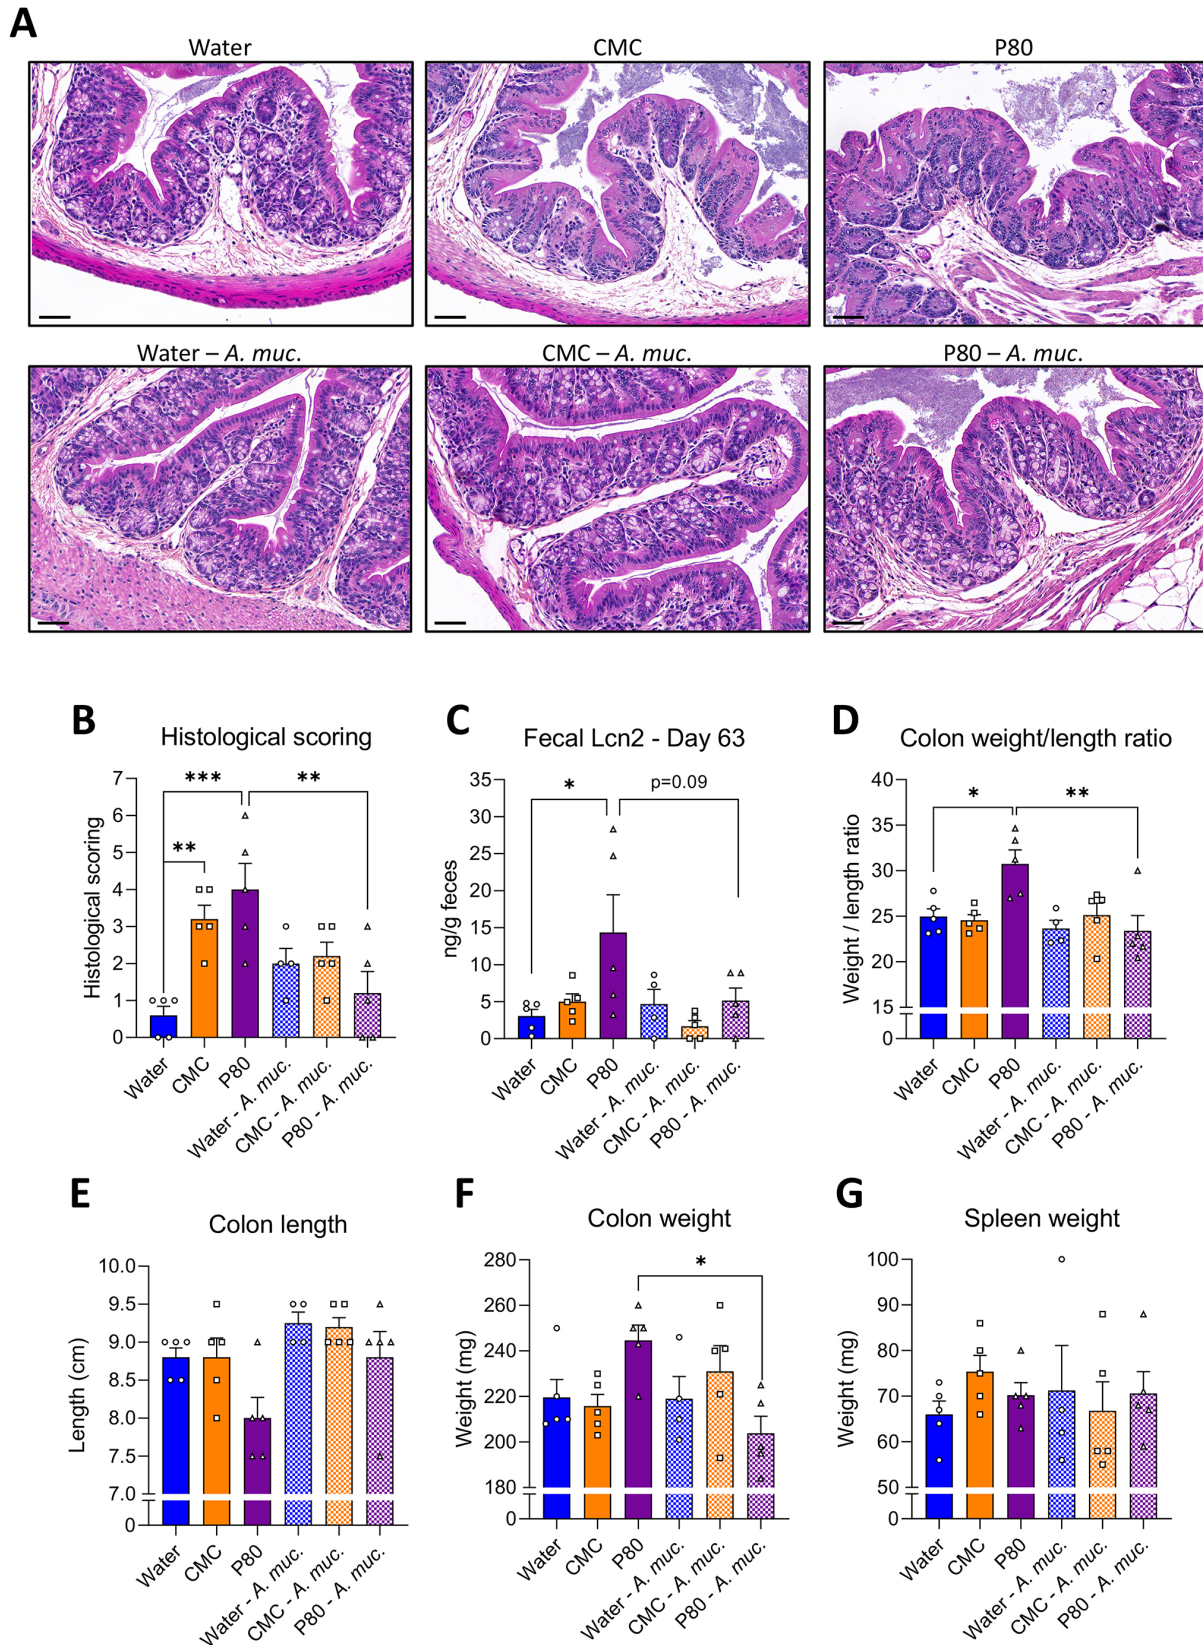 A
Water
CMC
P80
Water – A. muc.
CMC – A. muc.
P80 – A. muc.
B
Histological scoring
Histological scoring
7
6
5
4
3
2
1
0
***
**
**
Water
CMC
P80
Water - A. muc.
CMC - A. muc.
P80 - A. muc.
C
Fecal Lcn2 - Day 63
ng/g feces
35
30
25
20
15
10
5
0
*
p=0.09
Water
CMC
P80
Water - A. muc.
CMC - A. muc.
P80 - A. muc.
D
Colon weight/length ratio
Weight / length ratio
40
35
30
25
20
15
0
*
**
Water
CMC
P80
Water - A. muc.
CMC - A. muc.
P80 - A. muc.
E
Colon length
Length (cm)
10.0
9.5
9.0
8.5
8.0
7.5
7.0
0
Water
CMC
P80
Water - A. muc.
CMC - A. muc.
P80 - A. muc.
F
Colon weight
Weight (mg)
280
260
240
220
200
180
0
*
Water
CMC
P80
Water - A. muc.
CMC - A. muc.
P80 - A. muc.
G
Spleen weight
Weight (mg)
100
90
80
70
60
50
0
Water
CMC
P80
Water - A. muc.
CMC - A. muc.
P80 - A. muc.